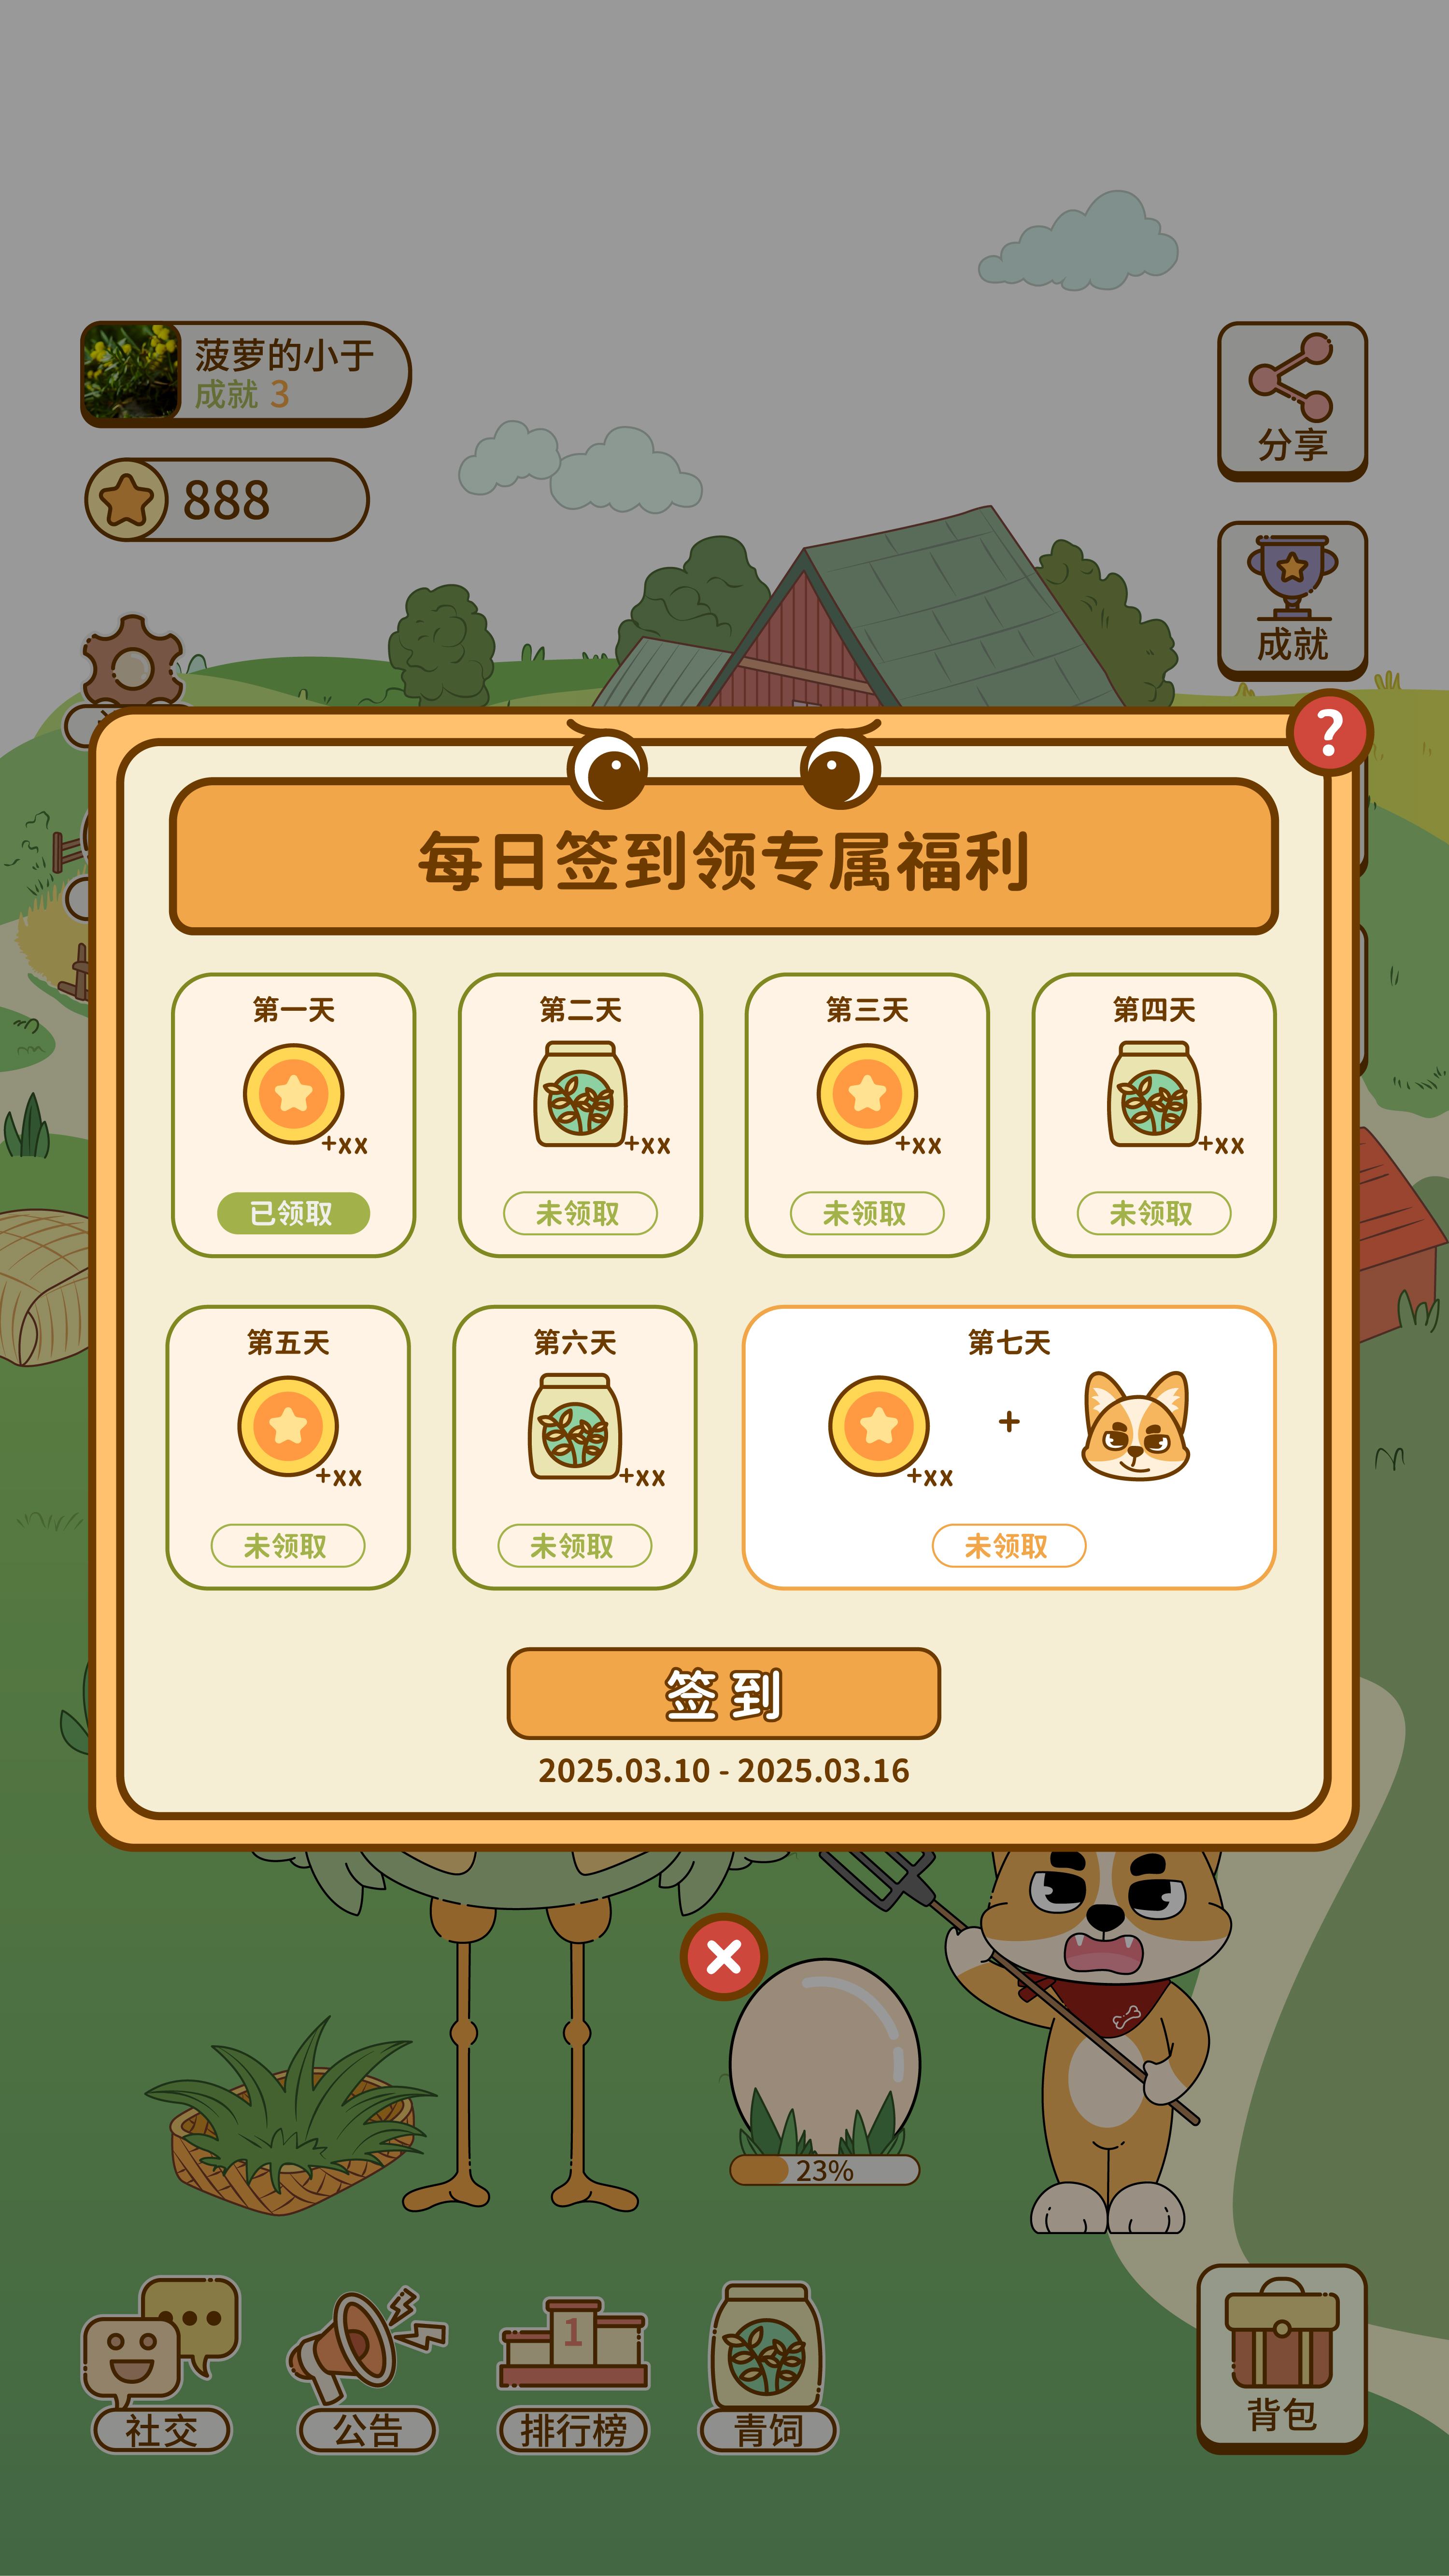 菠萝的小于
成就 3
888
分享
成就
?
每日签到领专属福利
第一天
+xx
已领取
第二天
+xx
未领取
第三天
+xx
未领取
第四天
+xx
未领取
第五天
+xx
未领取
第六天
+xx
未领取
第七天
+xx
+
未领取
签到
2025.03.10 - 2025.03.16
23%
1
社交
公告
排行榜
青饲
背包